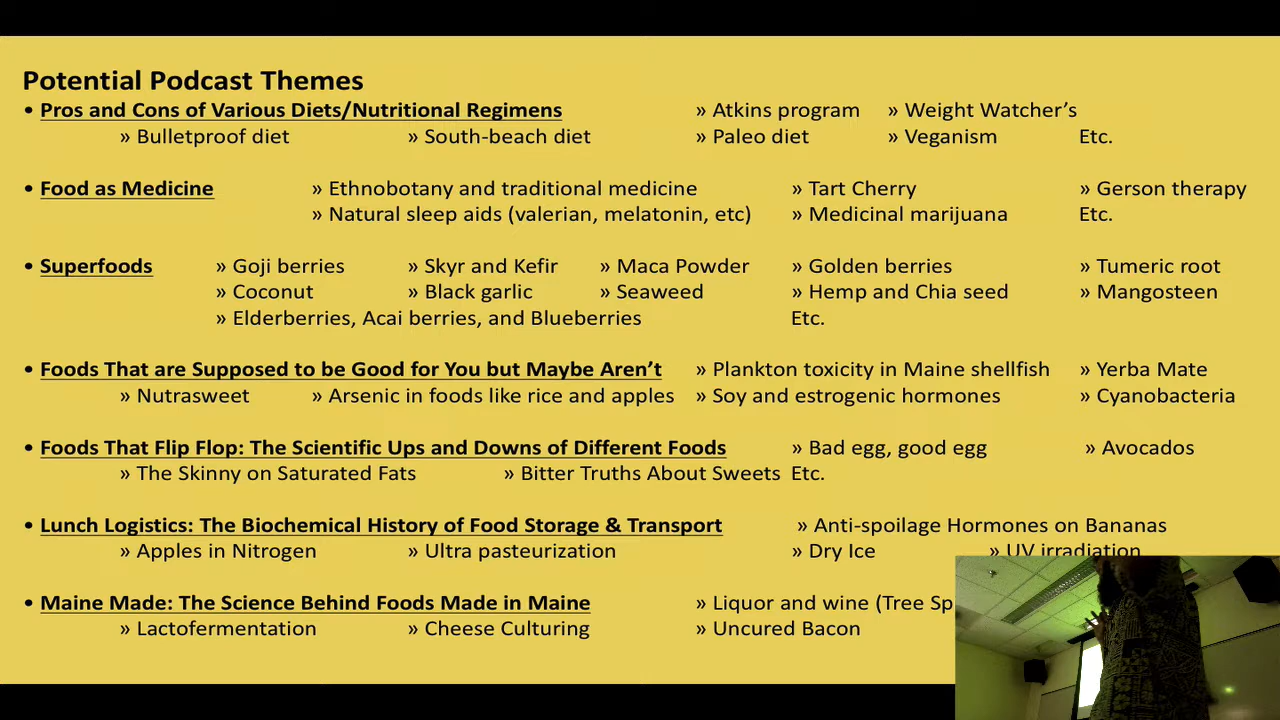 Potential Podcast Themes
• Pros and Cons of Various Diets/Nutritional Regimens » Atkins program » Weight Watcher’s
» Bulletproof diet » South-beach diet » Paleo diet » Veganism Etc.
• Food as Medicine » Ethnobotany and traditional medicine » Tart Cherry » Gerson therapy
» Natural sleep aids (valerian, melatonin, etc) » Medicinal marijuana Etc.
• Superfoods » Goji berries » Skyr and Kefir » Maca Powder » Golden berries » Tumeric root
» Coconut » Black garlic » Seaweed » Hemp and Chia seed » Mangosteen
» Elderberries, Acai berries, and Blueberries Etc.
• Foods That are Supposed to be Good for You but Maybe Aren’t » Plankton toxicity in Maine shellfish » Yerba Mate
» Nutrasweet » Arsenic in foods like rice and apples » Soy and estrogenic hormones » Cyanobacteria
• Foods That Flip Flop: The Scientific Ups and Downs of Different Foods » Bad egg, good egg » Avocados
» The Skinny on Saturated Fats » Bitter Truths About Sweets Etc.
• Lunch Logistics: The Biochemical History of Food Storage & Transport » Anti-spoilage Hormones on Bananas
» Apples in Nitrogen » Ultra pasteurization » Dry Ice » UV irradiation
• Maine Made: The Science Behind Foods Made in Maine » Liquor and wine (Tree
» Lactofermentation » Cheese Culturing » Uncured Bacon